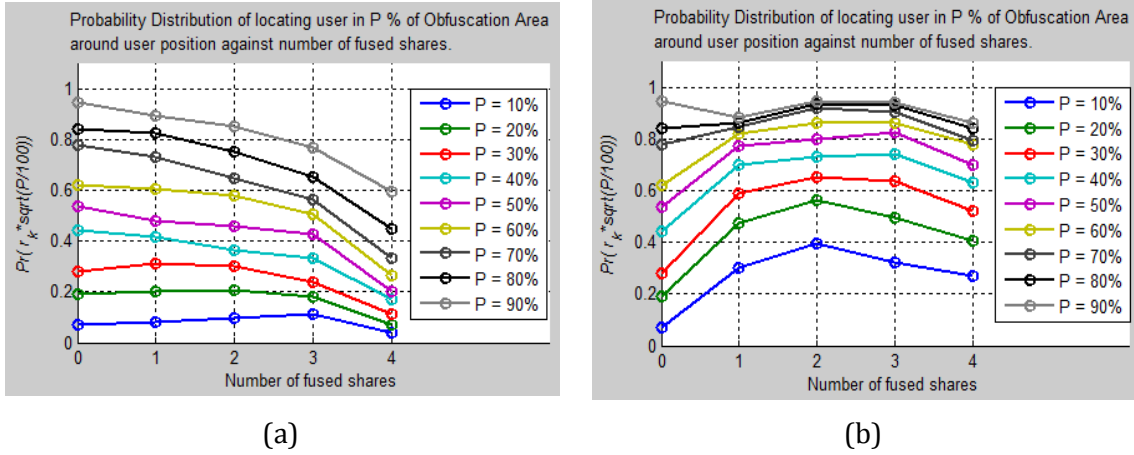 Probability Distribution of locating user in P % of Obfuscation Area
around user position against number of fused shares.
Pr( r_k*sqrt(P/100))
1
0.8
0.6
0.4
0.2
0
0 1 2 3 4
Number of fused shares
P = 10%
P = 20%
P = 30%
P = 40%
P = 50%
P = 60%
P = 70%
P = 80%
P = 90%
(a)
Probability Distribution of locating user in P % of Obfuscation Area
around user position against number of fused shares.
Pr( r_k*sqrt(P/100))
1
0.8
0.6
0.4
0.2
0
0 1 2 3 4
Number of fused shares
P = 10%
P = 20%
P = 30%
P = 40%
P = 50%
P = 60%
P = 70%
P = 80%
P = 90%
(b)